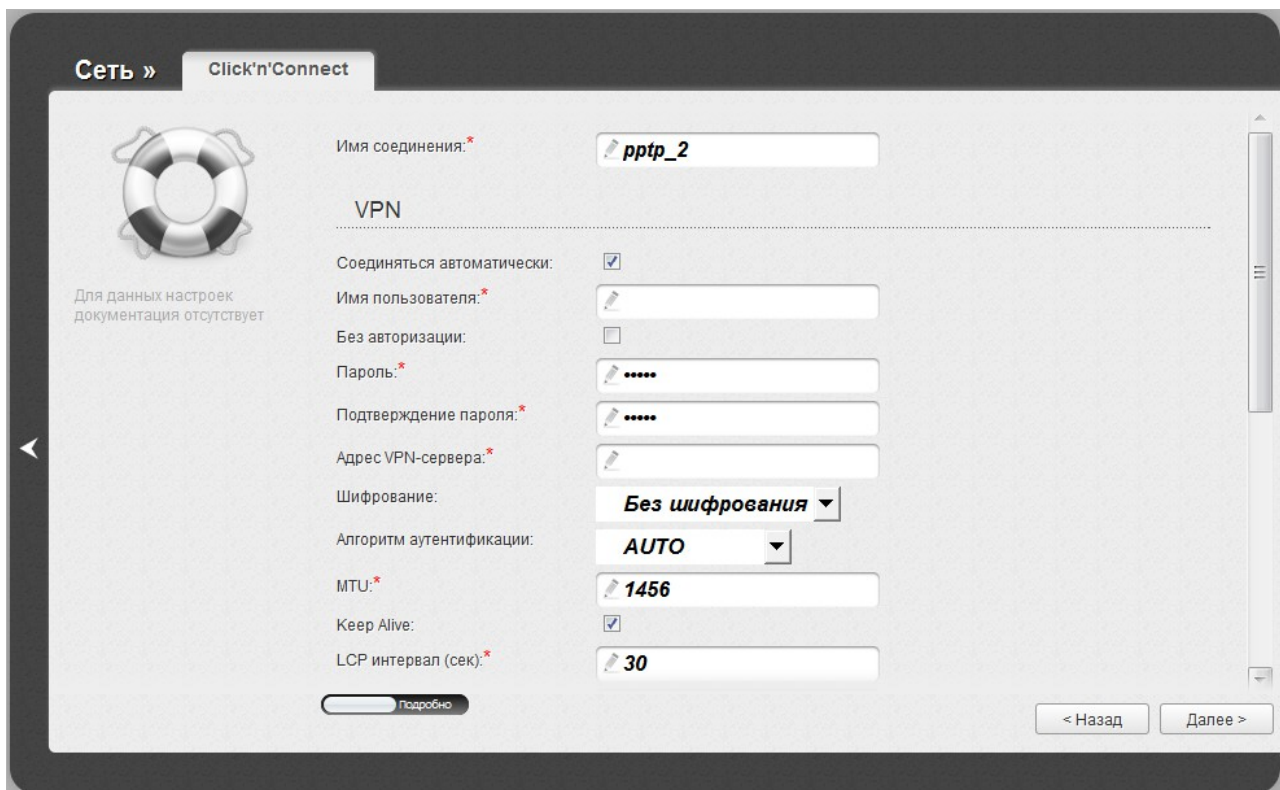 Сеть »
Click'n'Connect
Для данных настроек
документация отсутствует
Имя соединения:*
pptp_2
VPN
Соединяться автоматически:
Имя пользователя:*
Без авторизации:
Пароль:*
•••••
Подтверждение пароля:*
•••••
Адрес VPN-сервера:*
Шифрование:
Без шифрования
Алгоритм аутентификации:
AUTO
MTU:*
1456
Keep Alive:
LCP интервал (сек):*
30
Подробно
< Назад
Далее >